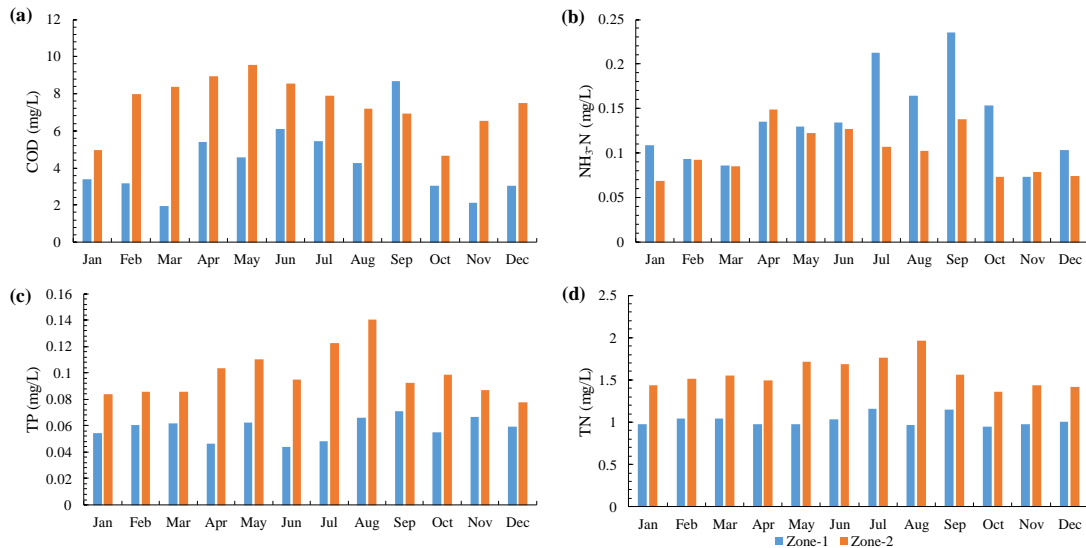 (a)
COD (mg/L)
12
10
8
6
4
2
0
Jan Feb Mar Apr May Jun Jul Aug Sep Oct Nov Dec
(b)
NH₃-N (mg/L)
0.25
0.2
0.15
0.1
0.05
0
Jan Feb Mar Apr May Jun Jul Aug Sep Oct Nov Dec
(c)
TP (mg/L)
0.16
0.14
0.12
0.1
0.08
0.06
0.04
0.02
0
Jan Feb Mar Apr May Jun Jul Aug Sep Oct Nov Dec
(d)
TN (mg/L)
2.5
2
1.5
1
0.5
0
Jan Feb Mar Apr May Jun Jul Aug Sep Oct Nov Dec
Zone-1 Zone-2